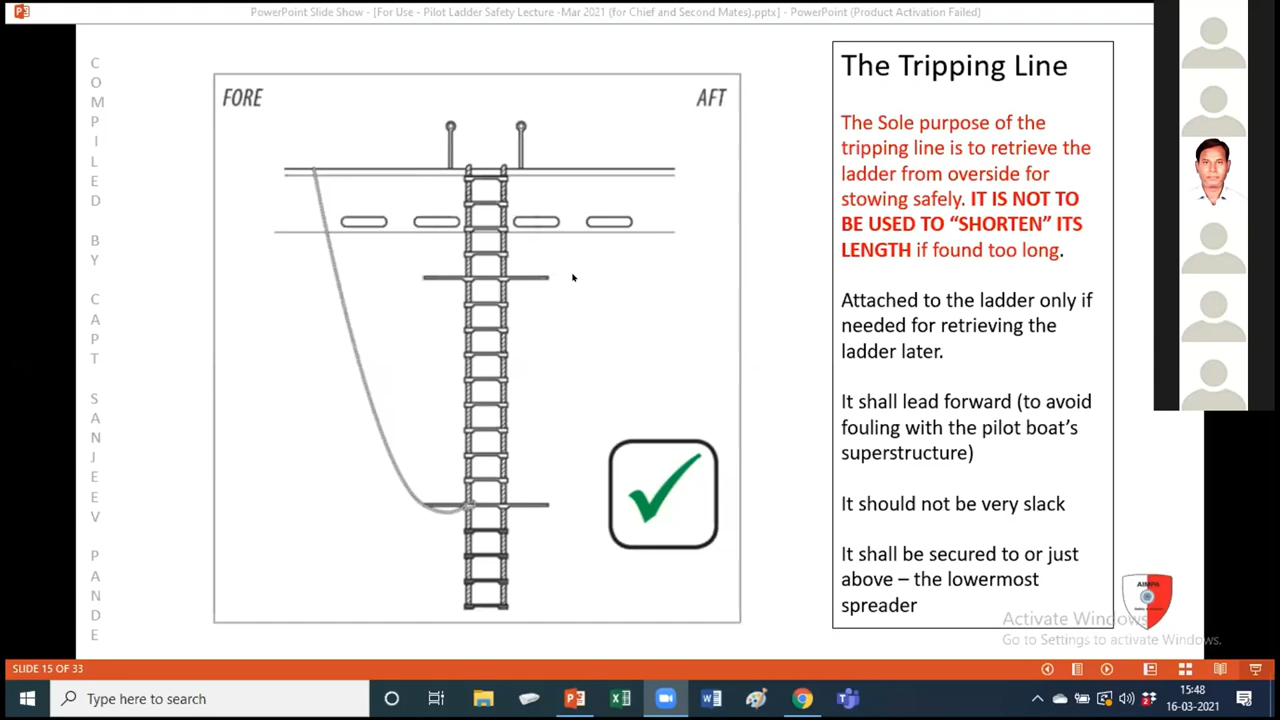 PowerPoint Slide Show - [For Use - Pilot Ladder Safety Lecture -Mar 2021 (for Chief and Second Mates).pptx] - PowerPoint (Product Activation Failed)
COMPILED BY CAPT SANJEEV PANDE
FORE
AFT
The Tripping Line
The Sole purpose of the
tripping line is to retrieve the
ladder from overside for
stowing safely. IT IS NOT TO
BE USED TO “SHORTEN” ITS
LENGTH if found too long.
Attached to the ladder only if
needed for retrieving the
ladder later.
It shall lead forward (to avoid
fouling with the pilot boat’s
superstructure)
It should not be very slack
It shall be secured to or just
above – the lowermost
spreader
AIMPA
Activate Windows
Go to Settings to activate Windows.
SLIDE 15 OF 33
Type here to search
15:48
16-03-2021